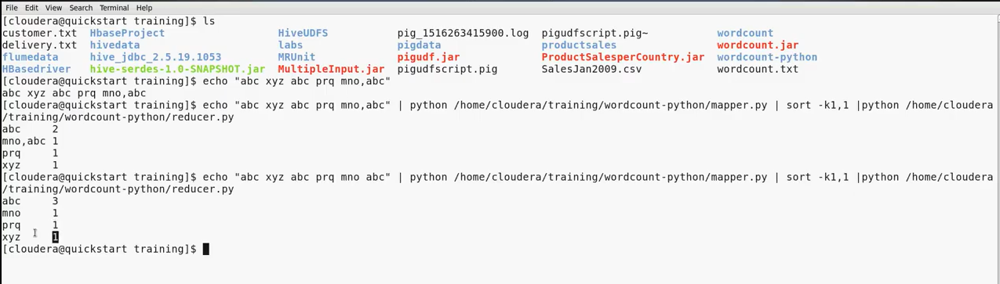 File Edit View Search Terminal Help
[cloudera@quickstart training]$ ls
customer.txt HbaseProject HiveUDFS pig_1516263415900.log pigudfscript.pig~ wordcount
delivery.txt hivedata labs pigdata productsales wordcount.jar
flumedata hive_jdbc_2.5.19.1053 MRUnit pigudf.jar ProductSalesperCountry.jar wordcount-python
HBasedriver hive-serdes-1.0-SNAPSHOT.jar MultipleInput.jar pigudfscript.pig SalesJan2009.csv wordcount.txt
[cloudera@quickstart training]$ echo "abc xyz abc prq mno,abc"
abc xyz abc prq mno,abc
[cloudera@quickstart training]$ echo "abc xyz abc prq mno,abc" | python /home/cloudera/training/wordcount-python/mapper.py | sort -k1,1 |python /home/cloudera
/training/wordcount-python/reducer.py
abc 2
mno,abc 1
prq 1
xyz 1
[cloudera@quickstart training]$ echo "abc xyz abc prq mno abc" | python /home/cloudera/training/wordcount-python/mapper.py | sort -k1,1 |python /home/cloudera
/training/wordcount-python/reducer.py
abc 3
mno 1
prq 1
xyz 1
[cloudera@quickstart training]$